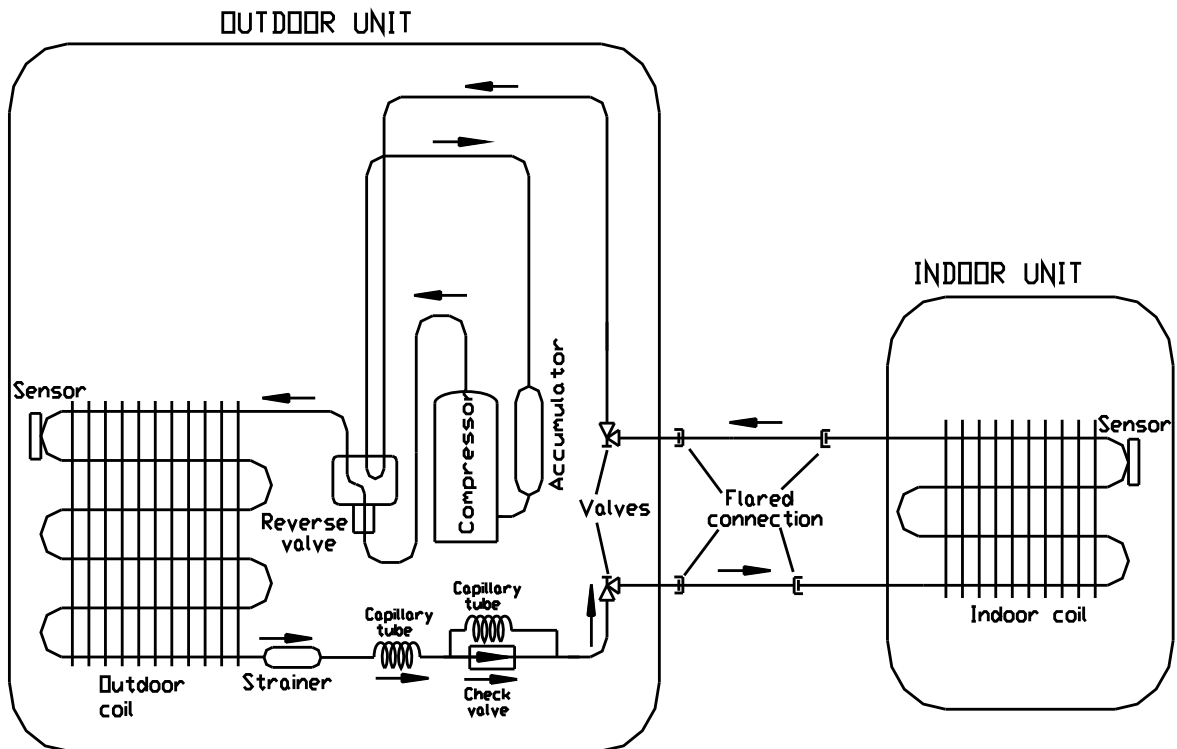 OUTDOOR UNIT
INDOOR UNIT
Sensor
Compressor
Accumulator
Sensor
Valves
Flared
connection
Reverse
valve
Capillary
tube
Capillary
tube
Indoor coil
Strainer
Outdoor
coil
Check
valve